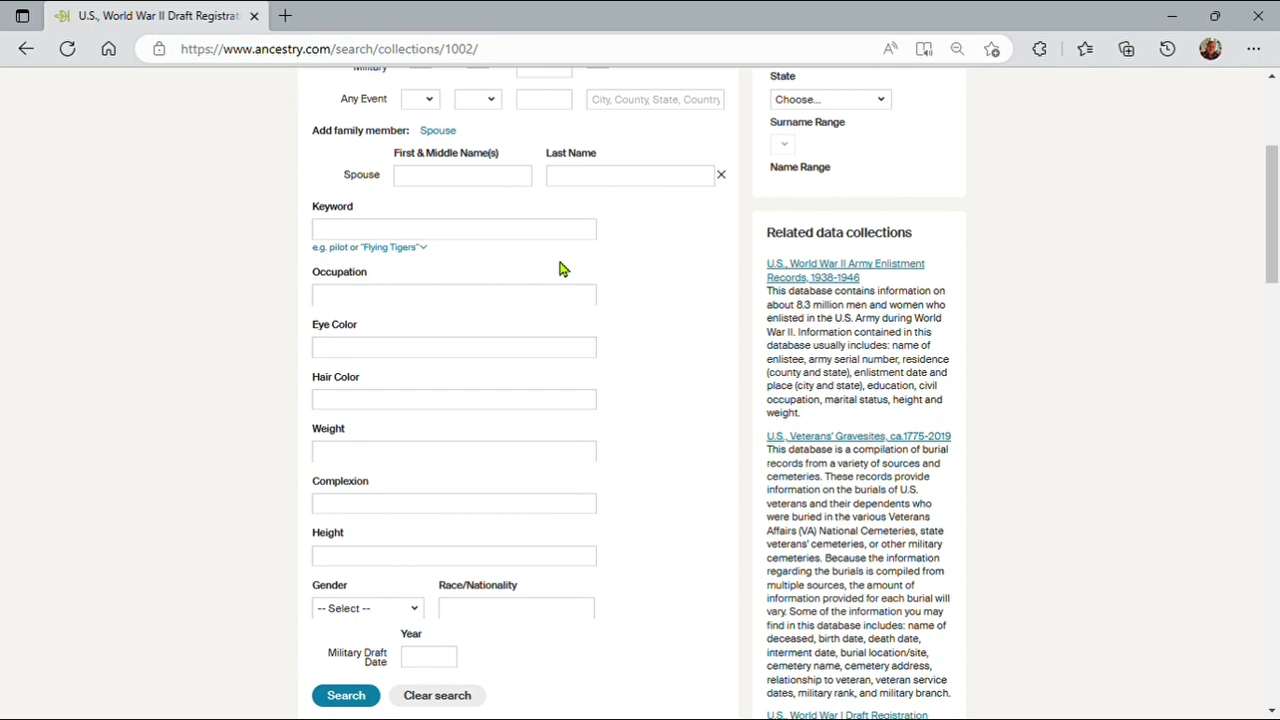 U.S., World War II Draft Registrat
https://www.ancestry.com/search/collections/1002/
Military
Any Event
City, County, State, Country
Add family member: Spouse
First & Middle Name(s)
Last Name
Spouse
Keyword
e.g. pilot or "Flying Tigers"
Occupation
Eye Color
Hair Color
Weight
Complexion
Height
Gender
Race/Nationality
-- Select --
Year
Military Draft
Date
Search
Clear search
State
Choose...
Surname Range
Name Range
Related data collections
U.S., World War II Army Enlistment
Records, 1938-1946
This database contains information on
about 8.3 million men and women who
enlisted in the U.S. Army during World
War II. Information contained in this
database usually includes: name of
enlistee, army serial number, residence
(county and state), enlistment date and
place (city and state), education, civil
occupation, marital status, height and
weight.
U.S., Veterans' Gravesites, ca.1775-2019
This database is a compilation of burial
records from a variety of sources and
cemeteries. These records provide
information on the burials of U.S.
veterans and their dependents who
were buried in the various Veterans
Affairs (VA) National Cemeteries, state
veterans' cemeteries, or other military
cemeteries. Because the information
regarding the burials is compiled from
multiple sources, the amount of
information provided for each burial will
vary. Some of the information you may
find in this database includes: name of
deceased, birth date, death date,
interment date, burial location/site,
cemetery name, cemetery address,
relationship to veteran, veteran service
dates, military rank, and military branch.
U.S., World War I Draft Registration